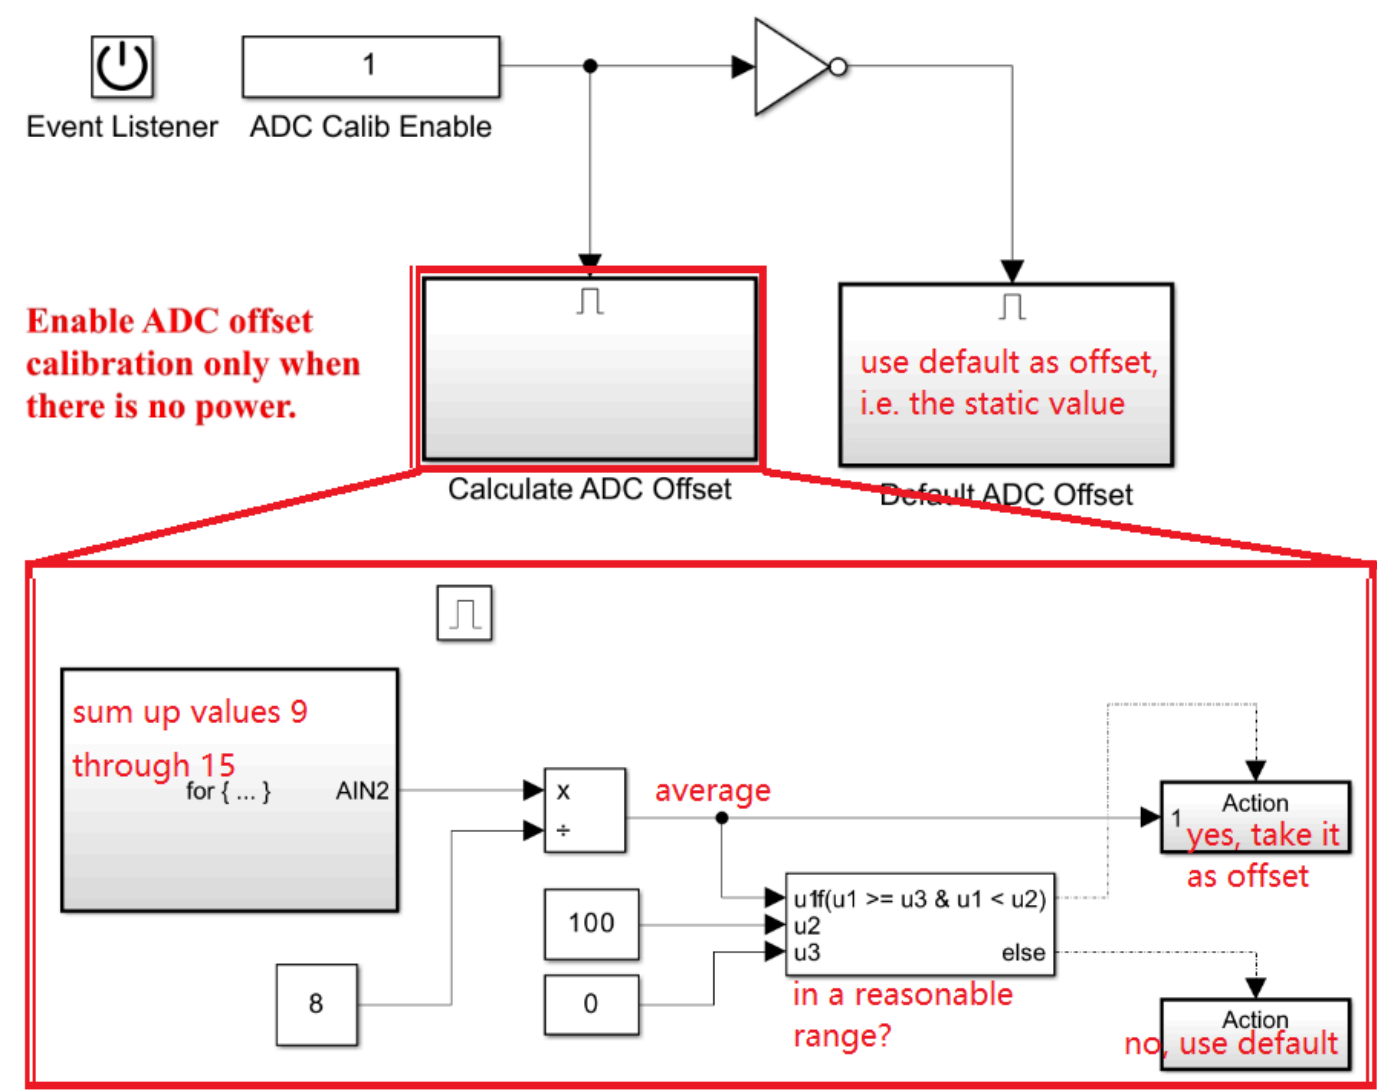 1
Event Listener
ADC Calib Enable
Enable ADC offset
calibration only when
there is no power.
use default as offset,
i.e. the static value
Calculate ADC Offset
Default ADC Offset
sum up values 9
through 15
for { ... }
AIN2
x
÷
average
8
100
0
u1
if(u1 >= u3 & u1 < u2)
u2
u3
else
in a reasonable
range?
Action
1
yes, take it
as offset
Action
no, use default